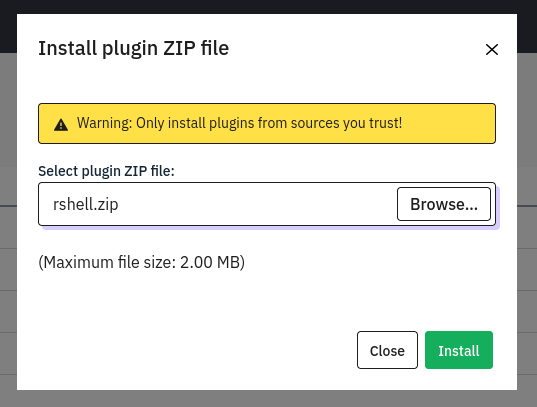 Install plugin ZIP file
Warning: Only install plugins from sources you trust!
Select plugin ZIP file:
rshell.zip
Browse...
(Maximum file size: 2.00 MB)
Close
Install